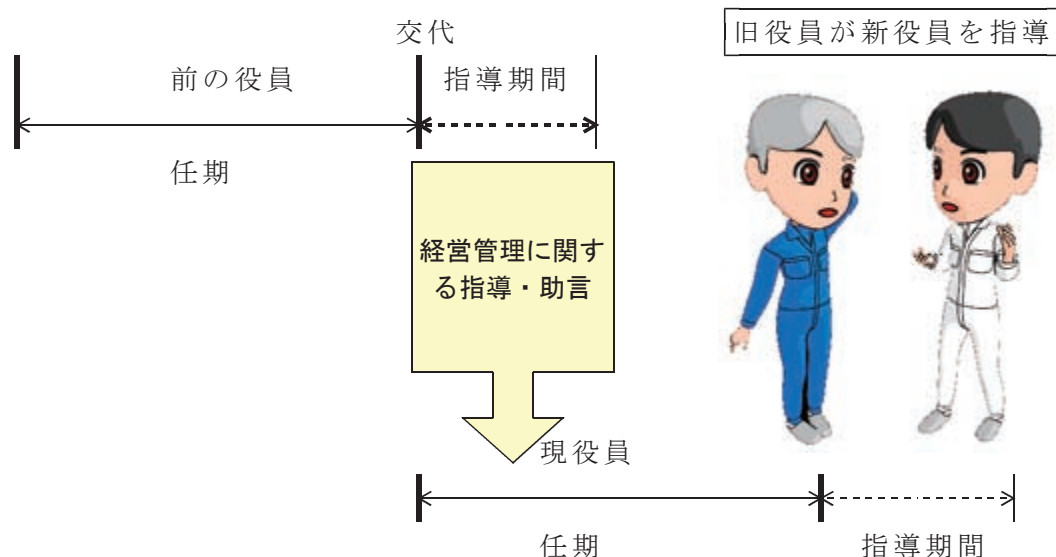 交代
旧役員が新役員を指導
前の役員
指導期間
任期
経営管理に関す
る指導・助言
現役員
任期
指導期間